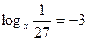 log_x 1/27 = -3